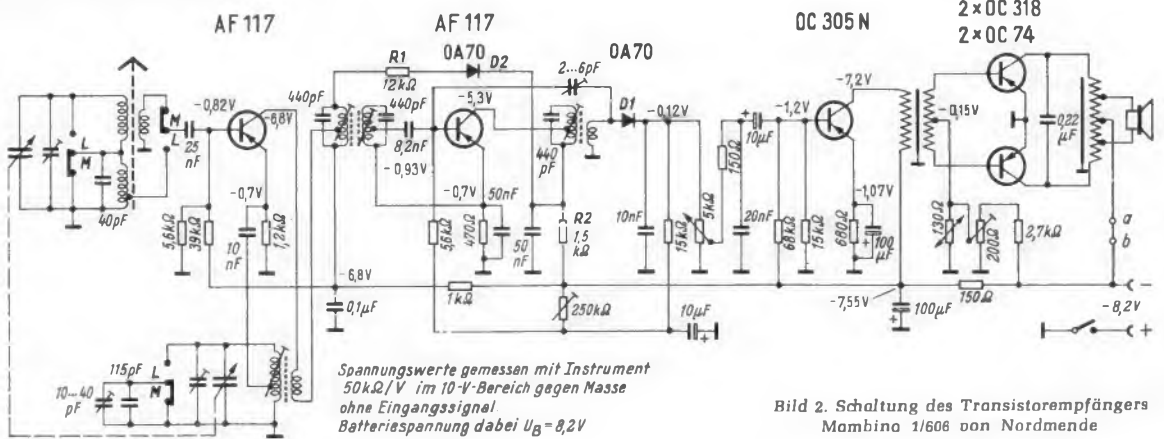 AF 117
AF 117
OC 305 N
2×OC 318
2×OC 74
0A70
R1
12kΩ
D2
0A70
2...6pF
440pF
440pF
-5,3V
D1
-0,12V
-7,2V
-0,82V
-6,8V
M
L
L
M
25
nF
8,2nF
-0,93V
440
pF
150Ω
10µF
-1,2V
-0,15V
0,22
µF
40pF
-0,7V
-0,7V
50nF
-1,07V
5,6kΩ
39kΩ
10
nF
1,2kΩ
5,6kΩ
470Ω
50
nF
R2
1,5
kΩ
10nF
15kΩ
5kΩ
20nF
68kΩ
15kΩ
680Ω
100
µF
130Ω
200Ω
2,7kΩ
a
b
-6,8V
0,1µF
1kΩ
250kΩ
10µF
-7,55V
100µF
150Ω
-
-8,2V
+
115pF
L
M
10...40
pF
Spannungswerte gemessen mit Instrument
50kΩ/V im 10-V-Bereich gegen Masse
ohne Eingangssignal
Batteriespannung dabei UB=8,2V
Bild 2. Schaltung des Transistorempfängers
Mambino 1/606 von Nordmende